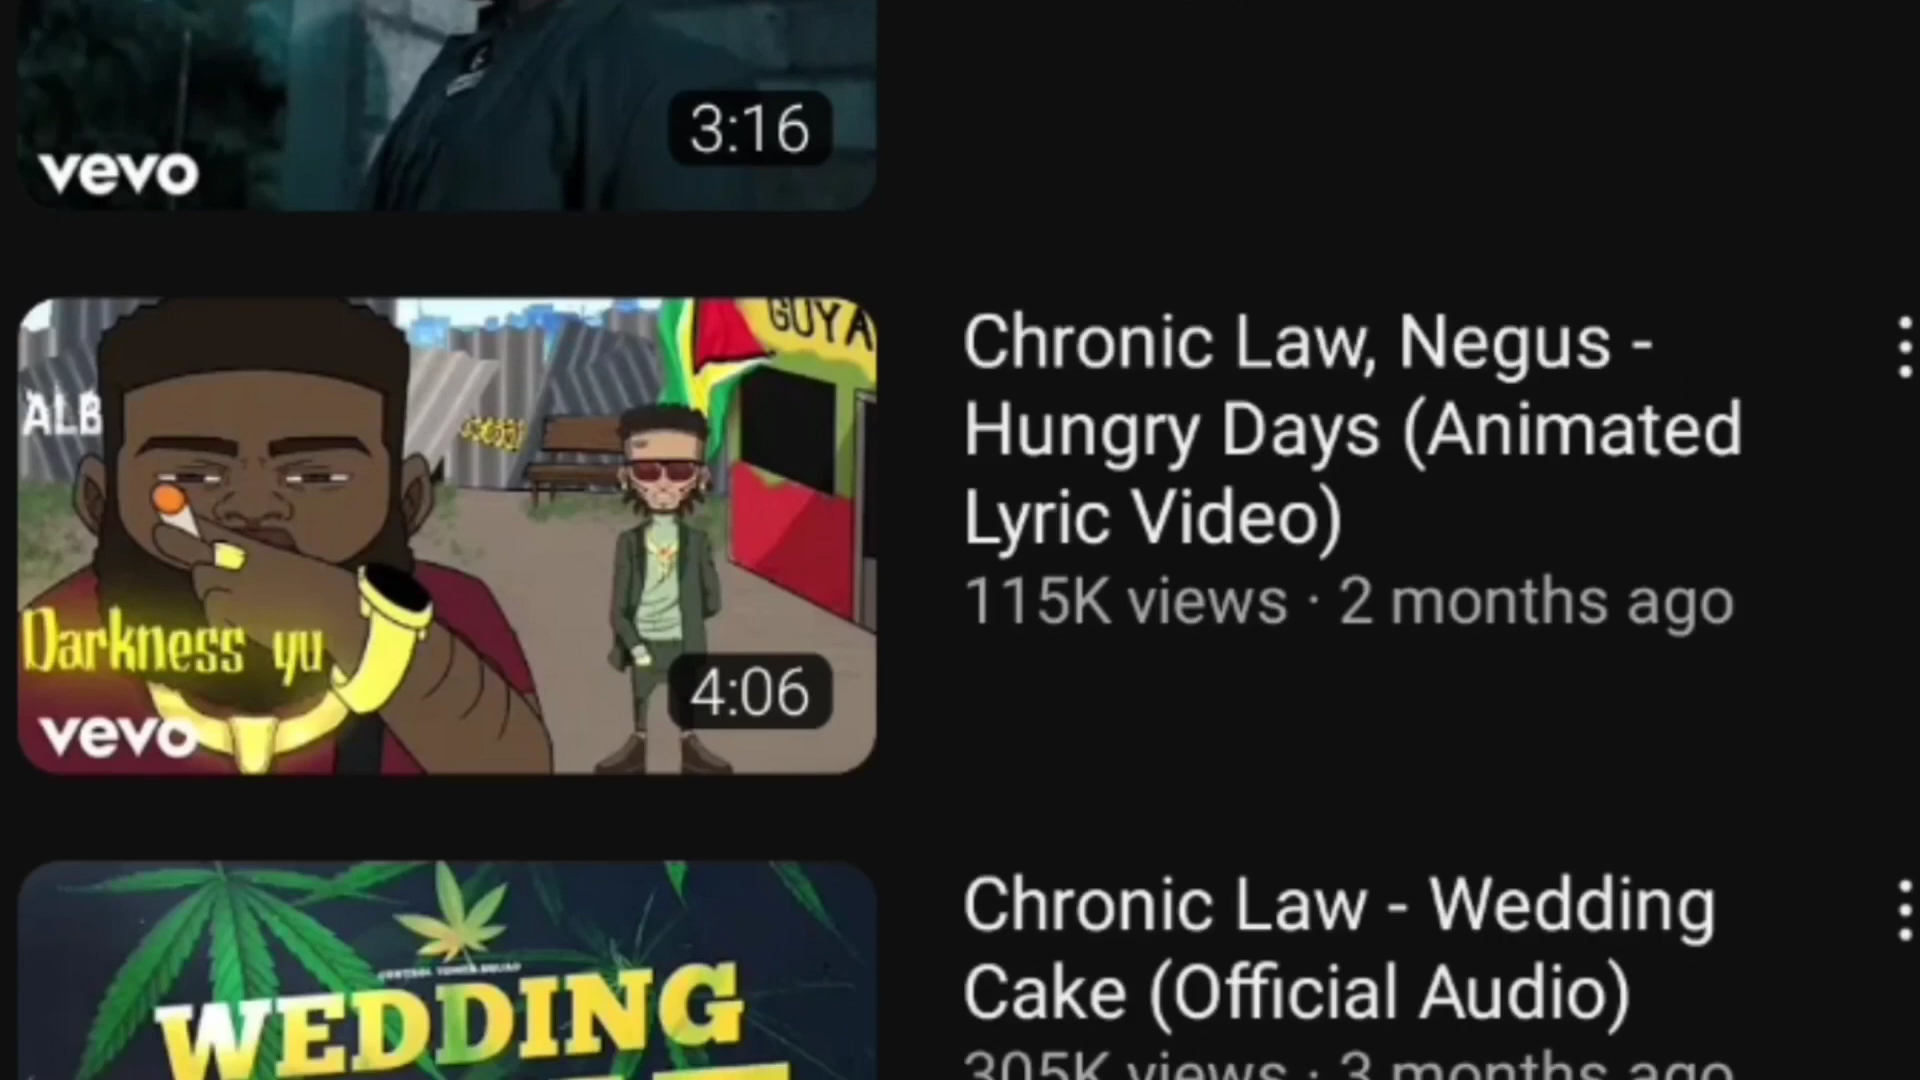 3:16
vevo
GUYA
ALB
Darkness yu
vevo
4:06
Chronic Law, Negus -
Hungry Days (Animated
Lyric Video)
115K views · 2 months ago
WEDDING
Chronic Law - Wedding
Cake (Official Audio)
305K views · 3 months ago